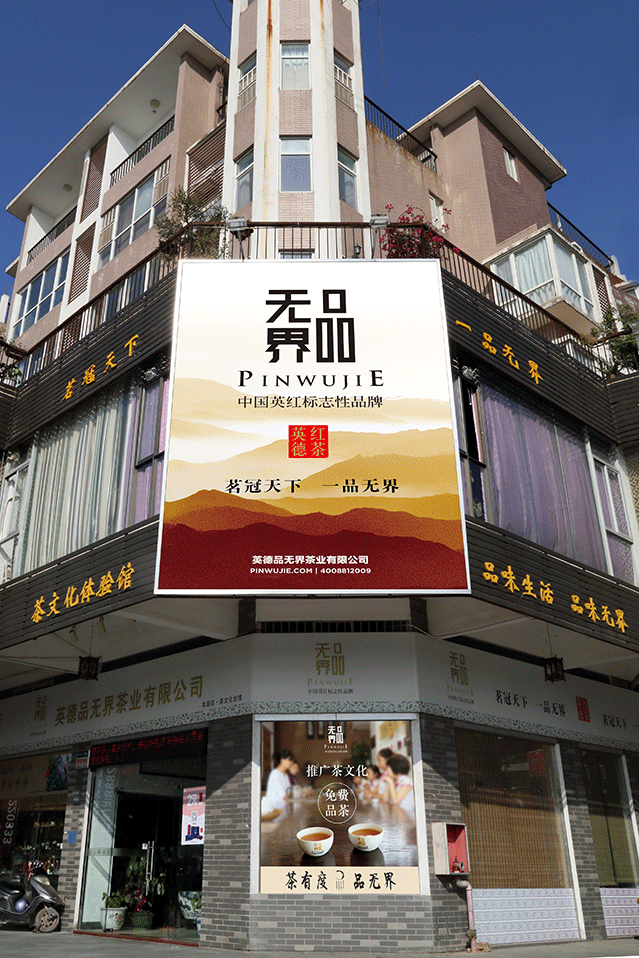 茗冠天下
一品无界
品
无界
PINWUJIE
中国英红标志性品牌
英德红茶
茗冠天下 一品无界
英德品无界茶业有限公司
PINWUJIE.COM | 4008812009
茶文化体验馆
品味生活 品味无界
品无界
PINWUJIE
中国英红标志性品牌
英德品无界茶业有限公司
茗冠天下 一品无界
品无界
PINWUJIE
推广茶文化
免费
品茶
茶有度 品无界